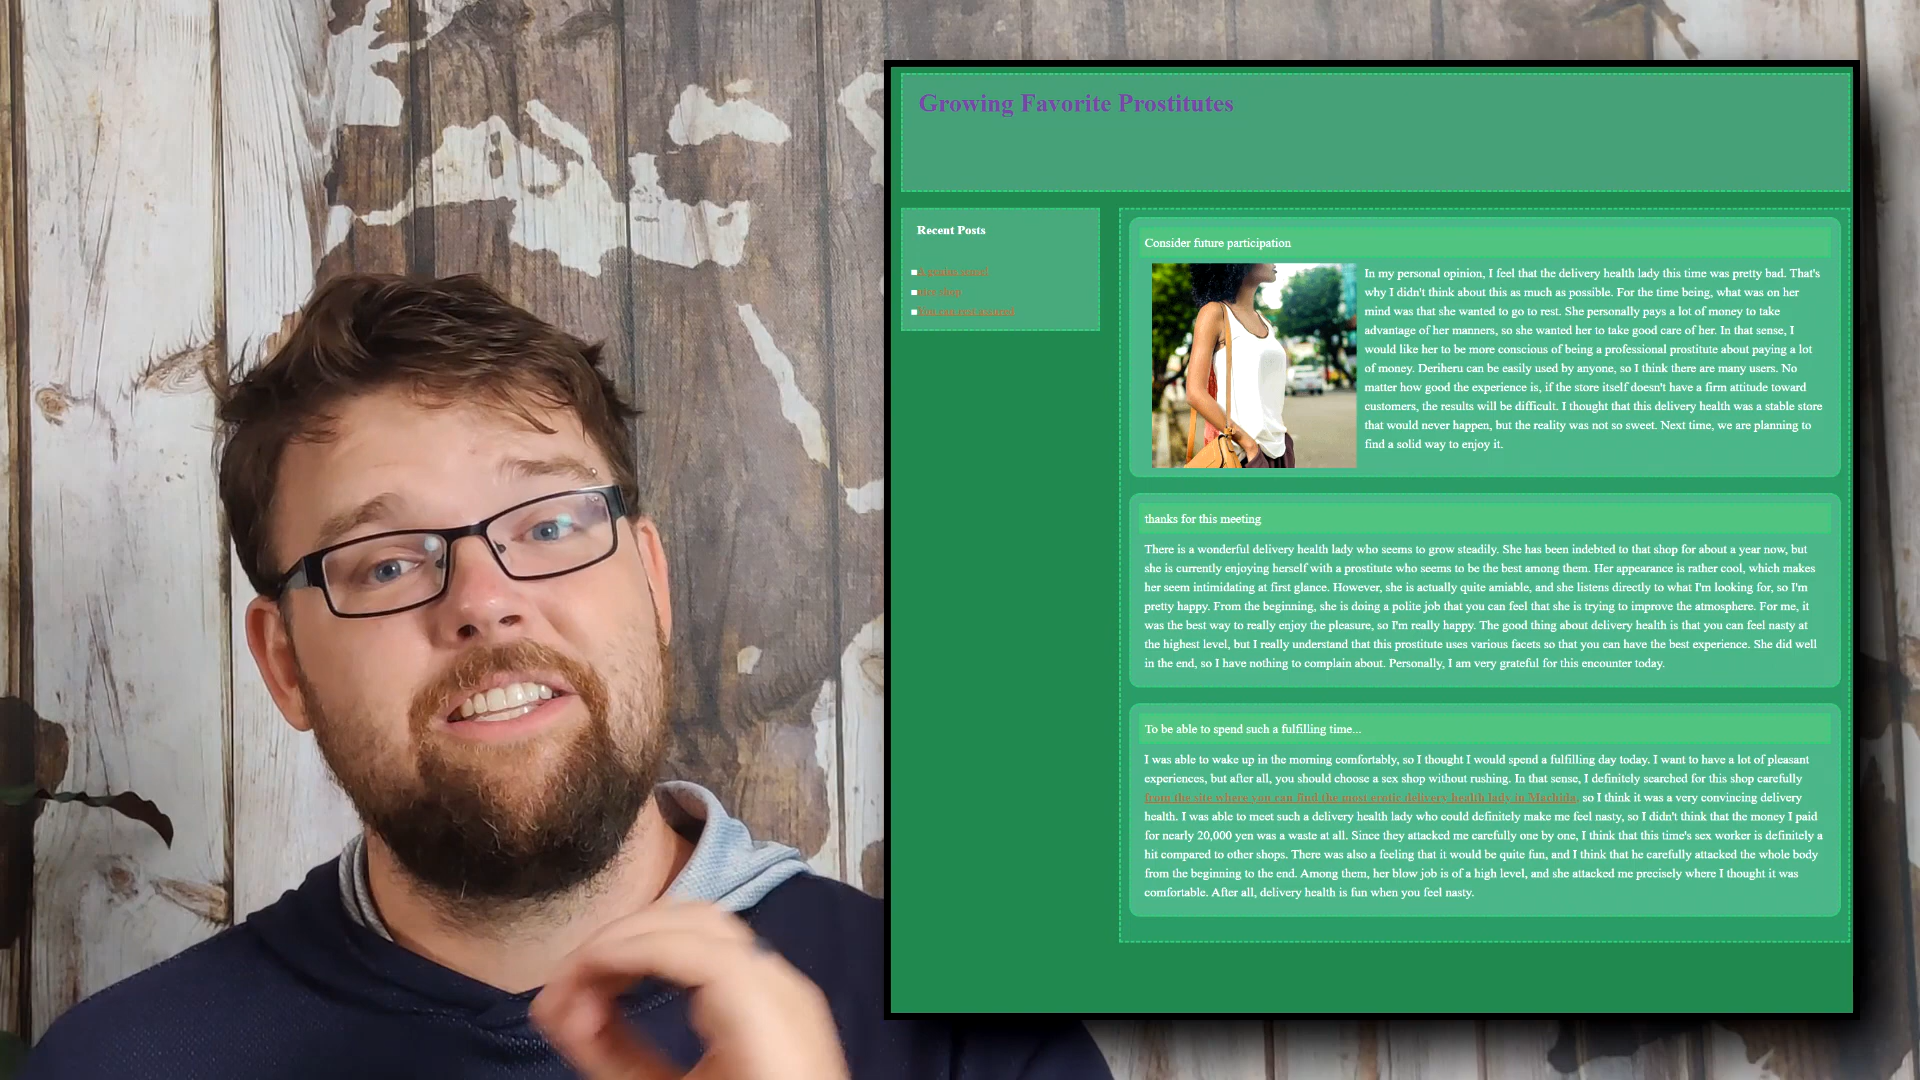 Growing Favorite Prostitutes
Recent Posts
Consider future participation
In my personal opinion, I feel that the delivery health lady this time was pretty bad. That's
why I didn't think about this as much as possible. For the time being, what was on her
mind was that she wanted to go to rest. She personally pays a lot of money to take
advantage of her manners, so she wanted her to take good care of her. In that sense, I
would like her to be more conscious of being a professional prostitute about paying a lot
of money. Deriheru can be easily used by anyone, so I think there are many users. No
matter how good the experience is, if the store itself doesn't have a firm attitude toward
customers, the results will be difficult. I thought that this delivery health was a stable store
that would never happen, but the reality was not so sweet. Next time, we are planning to
find a solid way to enjoy it.
thanks for this meeting
There is a wonderful delivery health lady who seems to grow steadily. She has been indebted to that shop for about a year now, but
she is currently enjoying herself with a prostitute who seems to be the best among them. Her appearance is rather cool, which makes
her seem intimidating at first glance. However, she is actually quite amiable, and she listens directly to what I'm looking for, so I'm
pretty happy. From the beginning, she is doing a polite job that you can feel that she is trying to improve the atmosphere. For me, it
was the best way to really enjoy the pleasure, so I'm really happy. The good thing about delivery health is that you can feel nasty at
the highest level, but I really understand that this prostitute uses various facets so that you can have the best experience. She did well
in the end, so I have nothing to complain about. Personally, I am very grateful for this encounter today.
To be able to spend such a fulfilling time...
I was able to wake up in the morning comfortably, so I thought I would spend a fulfilling day today. I want to have a lot of pleasant
experiences, but after all, you should choose a sex shop without rushing. In that sense, I definitely searched for this shop carefully
from the site where you can find the most erotic delivery health lady in Machida. so I think it was a very convincing delivery
health. I was able to meet such a delivery health lady who could definitely make me feel nasty, so I didn't think that the money I paid
for nearly 20,000 yen was a waste at all. Since they attacked me carefully one by one, I think that this time's sex worker is definitely a
hit compared to other shops. There was also a feeling that it would be quite fun, and I think that he carefully attacked the whole body
from the beginning to the end. Among them, her blow job is of a high level, and she attacked me precisely where I thought it was
comfortable. After all, delivery health is fun when you feel nasty.